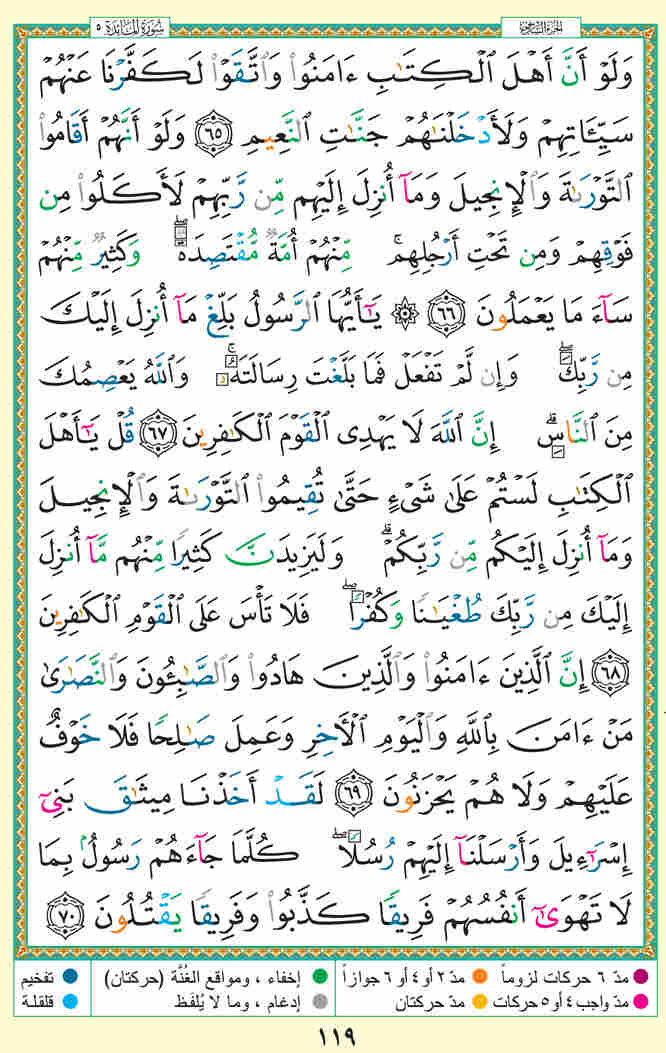 الجزء السادس
سُورَةُ المَائدة ٥
وَلَوْ أَنَّ أَهْلَ ٱلْكِتَٰبِ ءَامَنُوا۟ وَٱتَّقَوْا۟ لَكَفَّرْنَا عَنْهُمْ
سَيِّـَٔاتِهِمْ وَلَأَدْخَلْنَٰهُمْ جَنَّٰتِ ٱلنَّعِيمِ ٦٥ وَلَوْ أَنَّهُمْ أَقَامُوا۟
ٱلتَّوْرَىٰةَ وَٱلْإِنجِيلَ وَمَآ أُنزِلَ إِلَيْهِم مِّن رَّبِّهِمْ لَأَكَلُوا۟ مِن
فَوْقِهِمْ وَمِن تَحْتِ أَرْجُلِهِم ۚ مِّنْهُمْ أُمَّةٌ مُّقْتَصِدَةٌ ۖ وَكَثِيرٌ مِّنْهُمْ
سَآءَ مَا يَعْمَلُونَ ٦٦ ۞ يَٰٓأَيُّهَا ٱلرَّسُولُ بَلِّغْ مَآ أُنزِلَ إِلَيْكَ
مِن رَّبِّكَ ۖ وَإِن لَّمْ تَفْعَلْ فَمَا بَلَّغْتَ رِسَالَتَهُۥ ۚ وَٱللَّهُ يَعْصِمُكَ
مِنَ ٱلنَّاسِ ۗ إِنَّ ٱللَّهَ لَا يَهْدِى ٱلْقَوْمَ ٱلْكَٰفِرِينَ ٦٧ قُلْ يَٰٓأَهْلَ
ٱلْكِتَٰبِ لَسْتُمْ عَلَىٰ شَىْءٍ حَتَّىٰ تُقِيمُوا۟ ٱلتَّوْرَىٰةَ وَٱلْإِنجِيلَ
وَمَآ أُنزِلَ إِلَيْكُم مِّن رَّبِّكُمْ ۗ وَلَيَزِيدَنَّ كَثِيرًا مِّنْهُم مَّآ أُنزِلَ
إِلَيْكَ مِن رَّبِّكَ طُغْيَٰنًا وَكُفْرًا ۖ فَلَا تَأْسَ عَلَى ٱلْقَوْمِ ٱلْكَٰفِرِينَ
٦٨ إِنَّ ٱلَّذِينَ ءَامَنُوا۟ وَٱلَّذِينَ هَادُوا۟ وَٱلصَّٰبِـُٔونَ وَٱلنَّصَٰرَىٰ
مَنْ ءَامَنَ بِٱللَّهِ وَٱلْيَوْمِ ٱلْءَاخِرِ وَعَمِلَ صَٰلِحًا فَلَا خَوْفٌ
عَلَيْهِمْ وَلَا هُمْ يَحْزَنُونَ ٦٩ لَقَدْ أَخَذْنَا مِيثَٰقَ بَنِىٓ
إِسْرَٰٓءِيلَ وَأَرْسَلْنَآ إِلَيْهِمْ رُسُلًا ۖ كُلَّمَا جَآءَهُمْ رَسُولٌۢ بِمَا
لَا تَهْوَىٰٓ أَنفُسُهُمْ فَرِيقًا كَذَّبُوا۟ وَفَرِيقًا يَقْتُلُونَ ٧٠
مدّ ٦ حركات لزوماً مدّ ٢ أو ٤ أو ٦ جوازاً إخفاء ، ومواقع الغُنَّة (حركتان) تفخيم
مدّ واجب ٤ أو ٥ حركات مدّ حركتان إدغام ، وما لا يُلفَظ قلقلة
١١٩